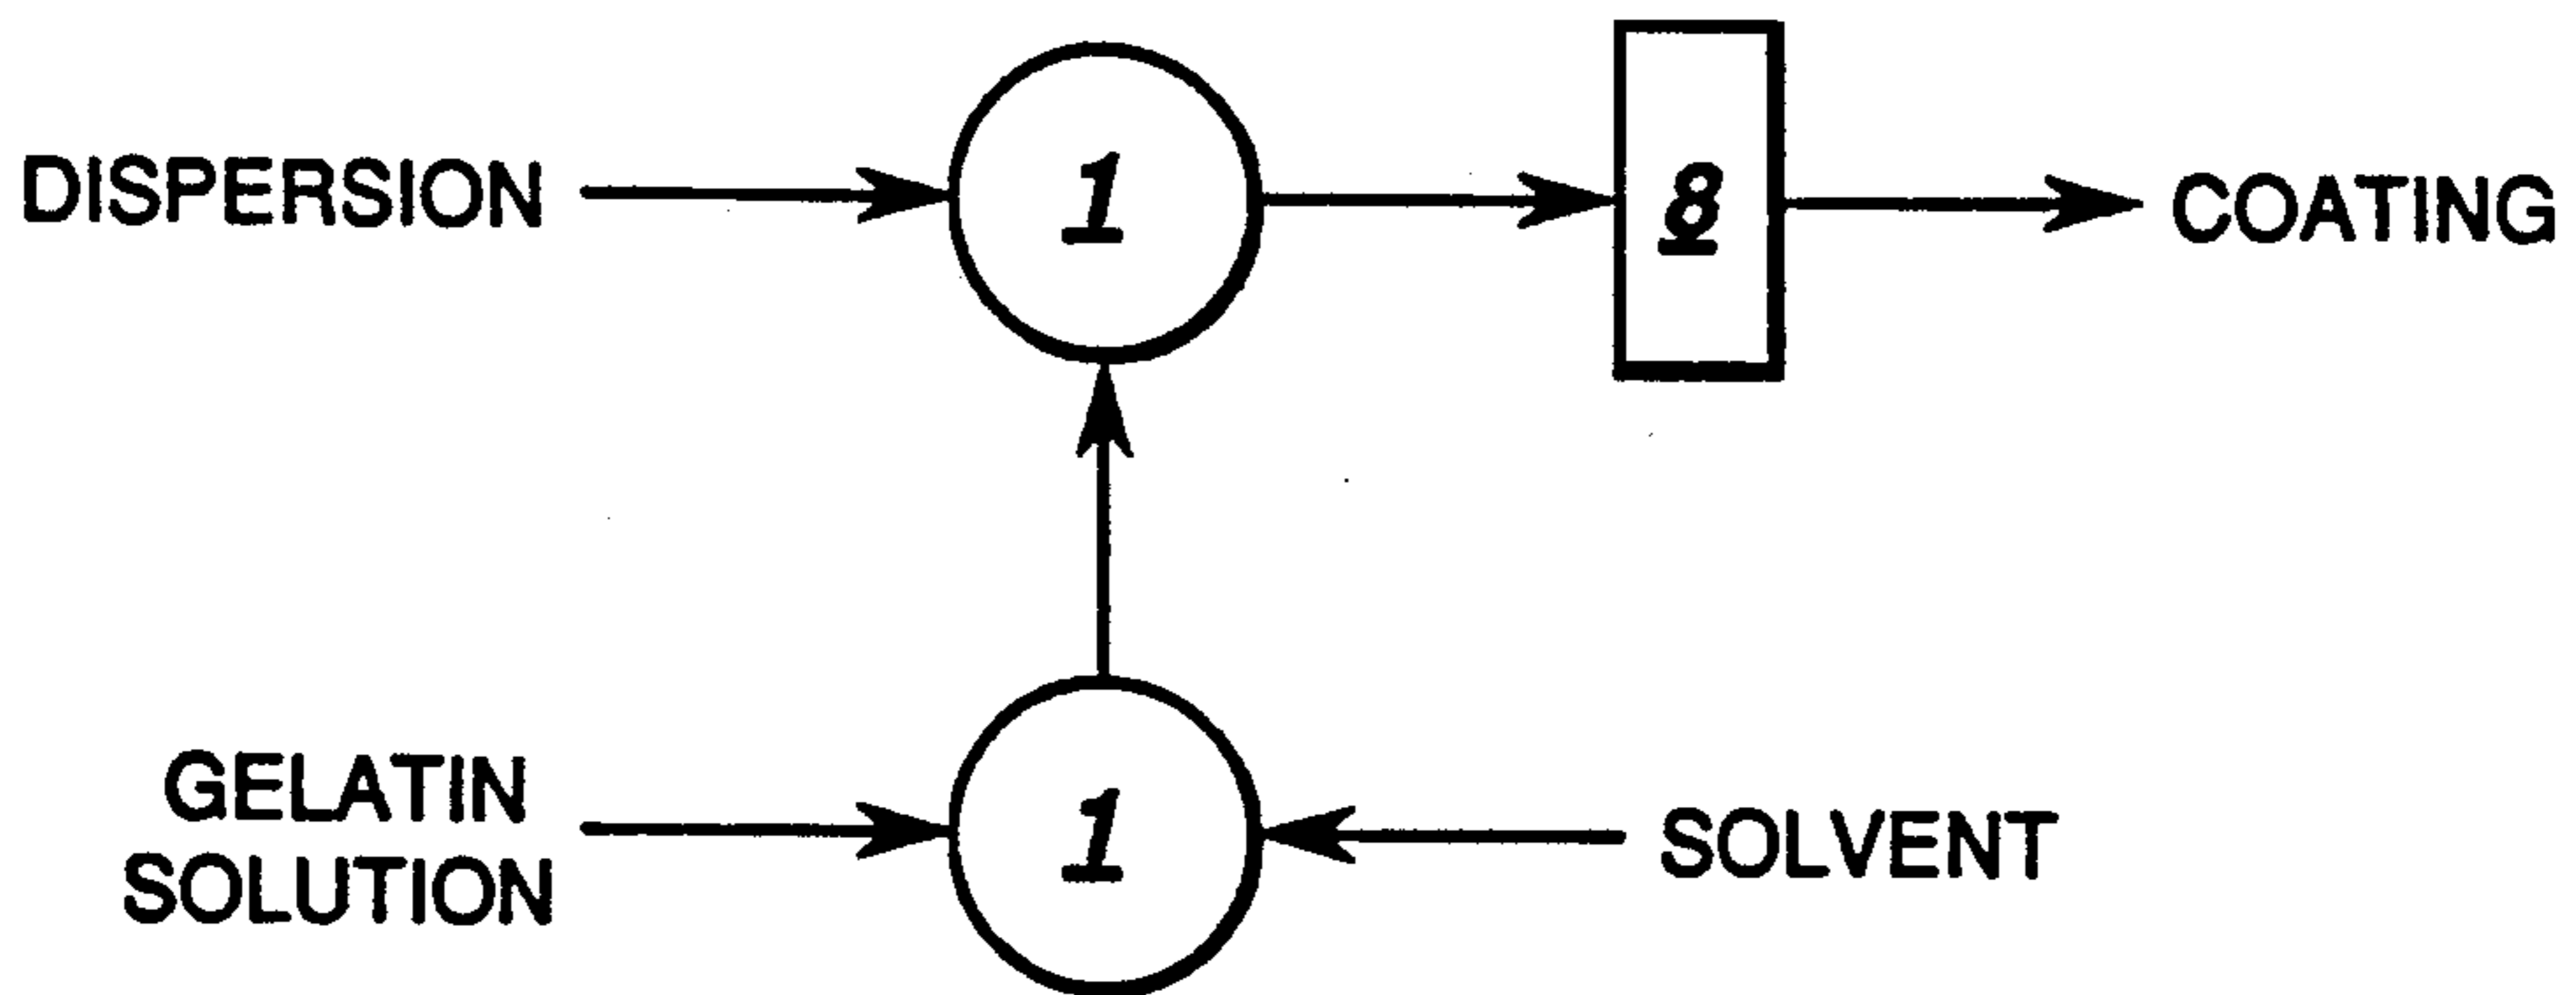 DISPERSION
1
8
COATING
GELATIN
SOLUTION
1
SOLVENT